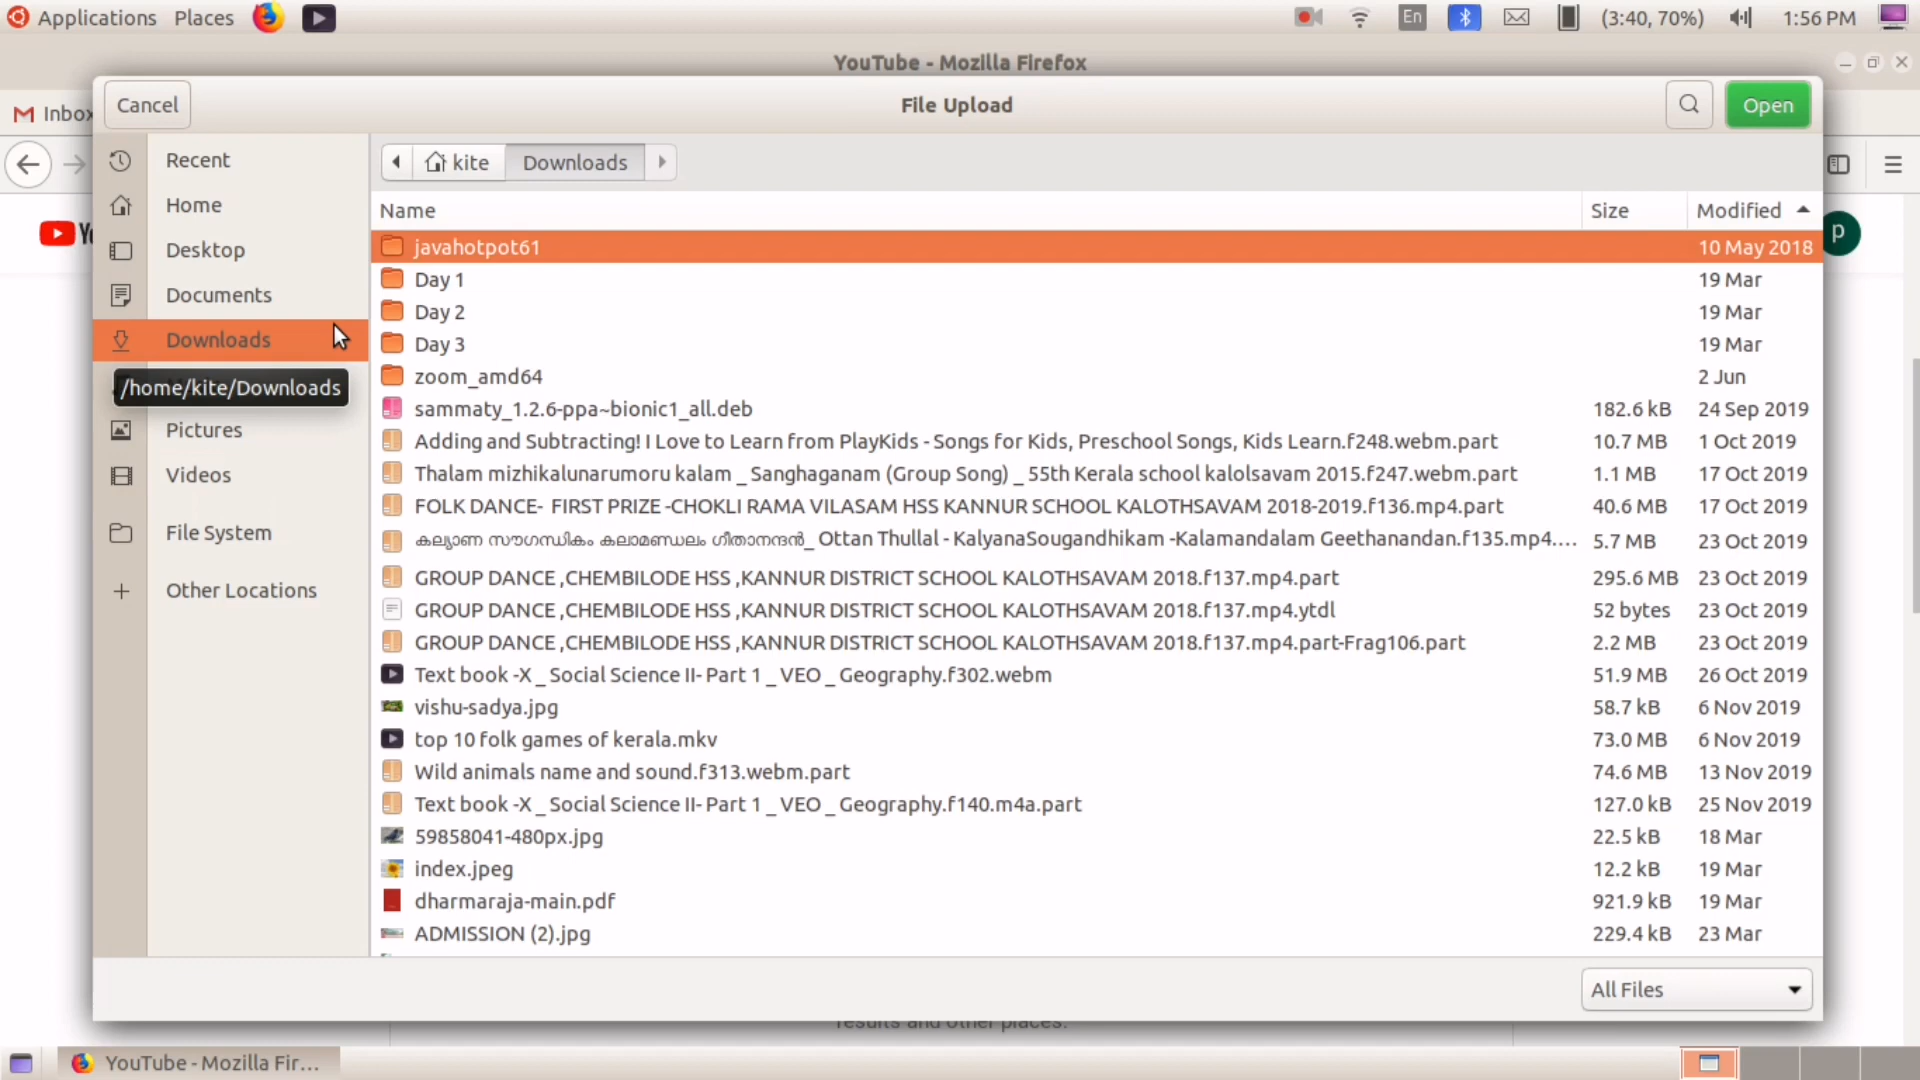 Applications Places En (3:40, 70%) 1:56 PM
YouTube - Mozilla Firefox
Cancel File Upload Open
Inbox
Recent
Home
Desktop
Documents
Downloads
/home/kite/Downloads
Pictures
Videos
File System
Other Locations
kite Downloads
Name Size Modified
javahotpot61 10 May 2018
Day 1 19 Mar
Day 2 19 Mar
Day 3 19 Mar
zoom_amd64 2 Jun
sammaty_1.2.6-ppa~bionic1_all.deb 182.6 kB 24 Sep 2019
Adding and Subtracting! I Love to Learn from PlayKids - Songs for Kids, Preschool Songs, Kids Learn.f248.webm.part 10.7 MB 1 Oct 2019
Thalam mizhikalunarumoru kalam _ Sanghaganam (Group Song) _ 55th Kerala school kalolsavam 2015.f247.webm.part 1.1 MB 17 Oct 2019
FOLK DANCE- FIRST PRIZE -CHOKLI RAMA VILASAM HSS KANNUR SCHOOL KALOTHSAVAM 2018-2019.f136.mp4.part 40.6 MB 17 Oct 2019
കല്യാണ സൗഗന്ധികം കലാമണ്ഡലം ഗീതാനന്ദൻ_ Ottan Thullal - KalyanaSougandhikam -Kalamandalam Geethanandan.f135.mp4.... 5.7 MB 23 Oct 2019
GROUP DANCE ,CHEMBILODE HSS ,KANNUR DISTRICT SCHOOL KALOTHSAVAM 2018.f137.mp4.part 295.6 MB 23 Oct 2019
GROUP DANCE ,CHEMBILODE HSS ,KANNUR DISTRICT SCHOOL KALOTHSAVAM 2018.f137.mp4.ytdl 52 bytes 23 Oct 2019
GROUP DANCE ,CHEMBILODE HSS ,KANNUR DISTRICT SCHOOL KALOTHSAVAM 2018.f137.mp4.part-Frag106.part 2.2 MB 23 Oct 2019
Text book -X _ Social Science II- Part 1 _ VEO _ Geography.f302.webm 51.9 MB 26 Oct 2019
vishu-sadya.jpg 58.7 kB 6 Nov 2019
top 10 folk games of kerala.mkv 73.0 MB 6 Nov 2019
Wild animals name and sound.f313.webm.part 74.6 MB 13 Nov 2019
Text book -X _ Social Science II- Part 1 _ VEO _ Geography.f140.m4a.part 127.0 kB 25 Nov 2019
59858041-480px.jpg 22.5 kB 18 Mar
index.jpeg 12.2 kB 19 Mar
dharmaraja-main.pdf 921.9 kB 19 Mar
ADMISSION (2).jpg 229.4 kB 23 Mar
p
All Files
results and other places.
YouTube - Mozilla Fir...